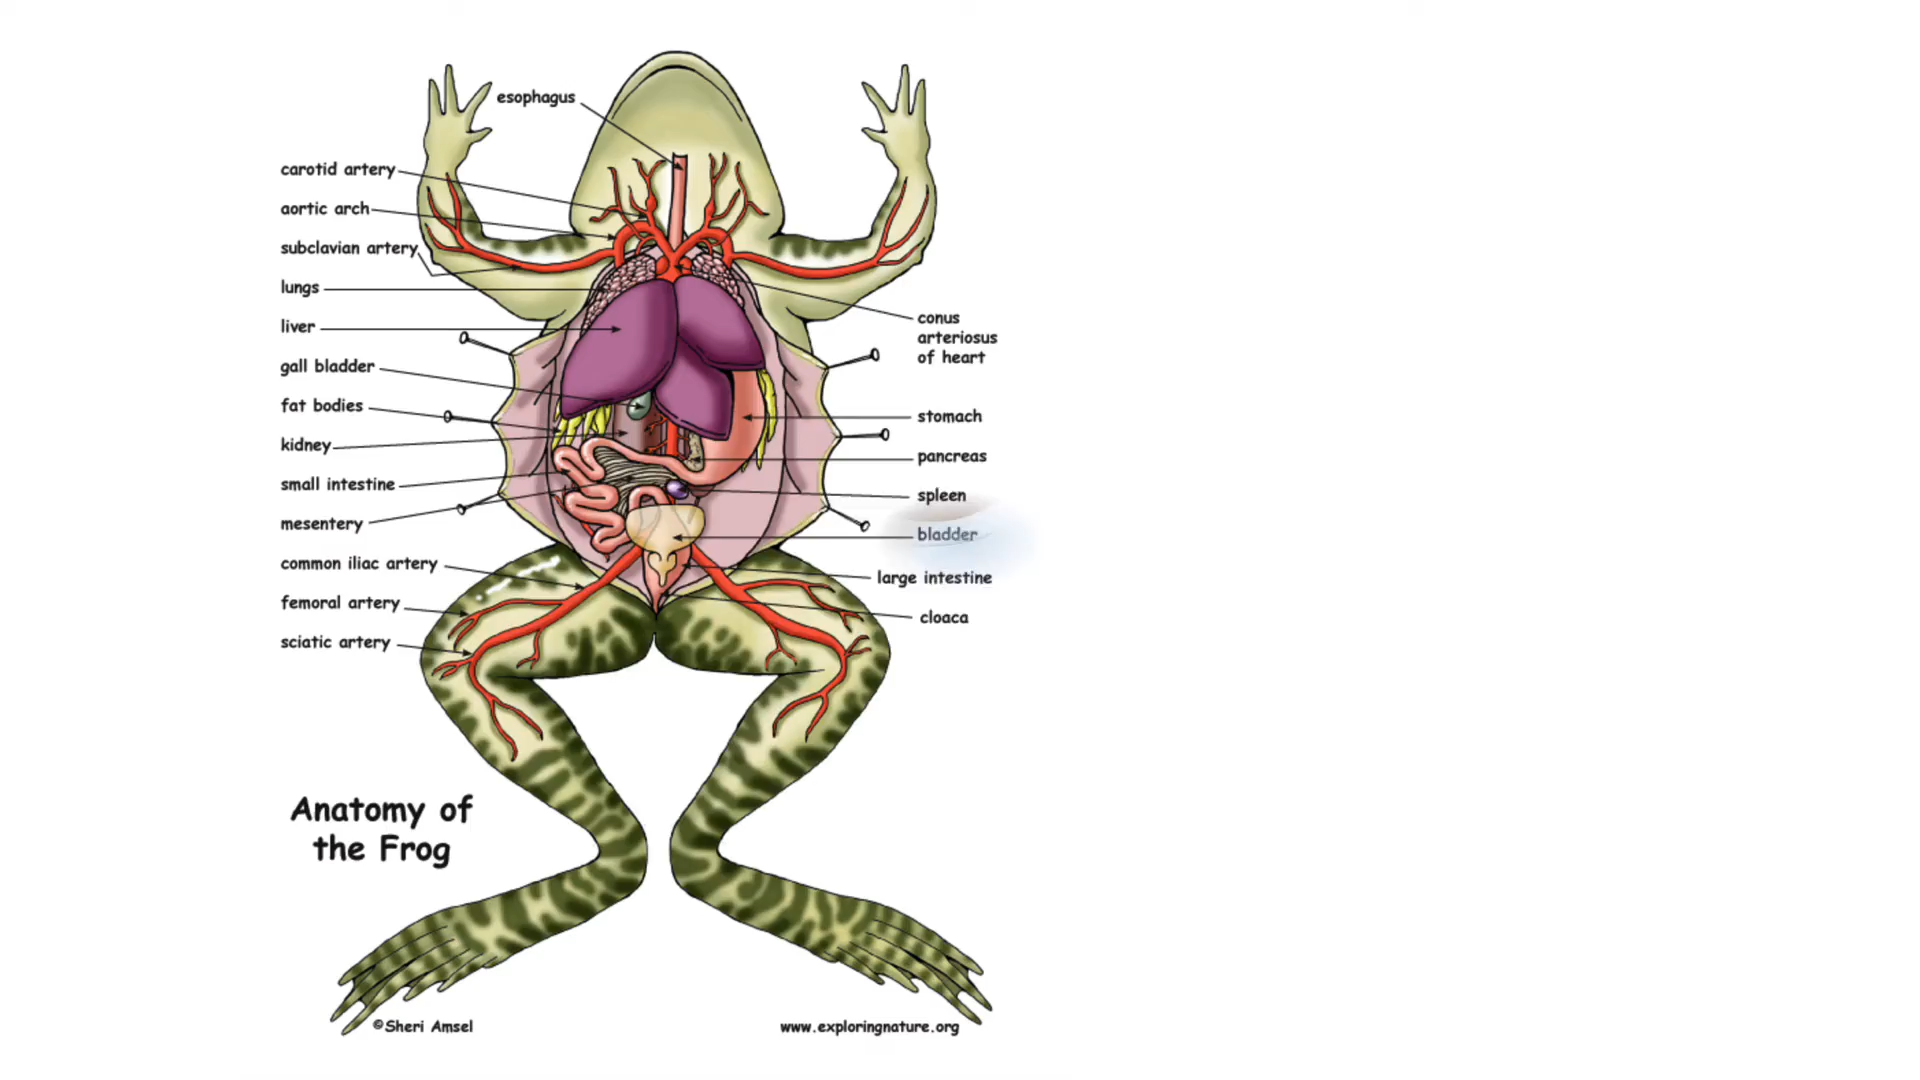 esophagus
carotid artery
aortic arch
subclavian artery
lungs
liver
gall bladder
fat bodies
kidney
small intestine
mesentery
common iliac artery
femoral artery
sciatic artery
conus
arteriosus
of heart
stomach
pancreas
spleen
bladder
large intestine
cloaca
Anatomy of
the Frog
©Sheri Amsel
www.exploringnature.org